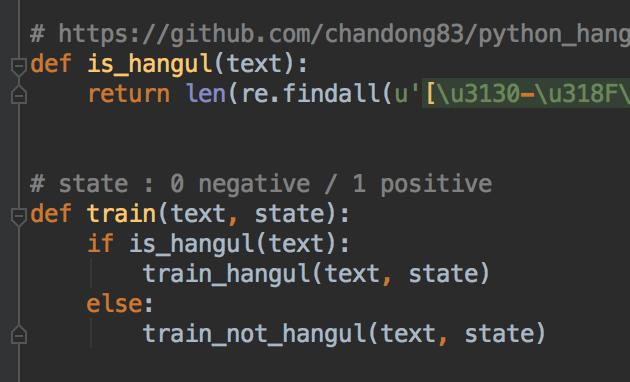 # https://github.com/chandong83/python_hang
def is_hangul(text):
    return len(re.findall(u'[\u3130-\u318F\
# state : 0 negative / 1 positive
def train(text, state):
    if is_hangul(text):
        train_hangul(text, state)
    else:
        train_not_hangul(text, state)